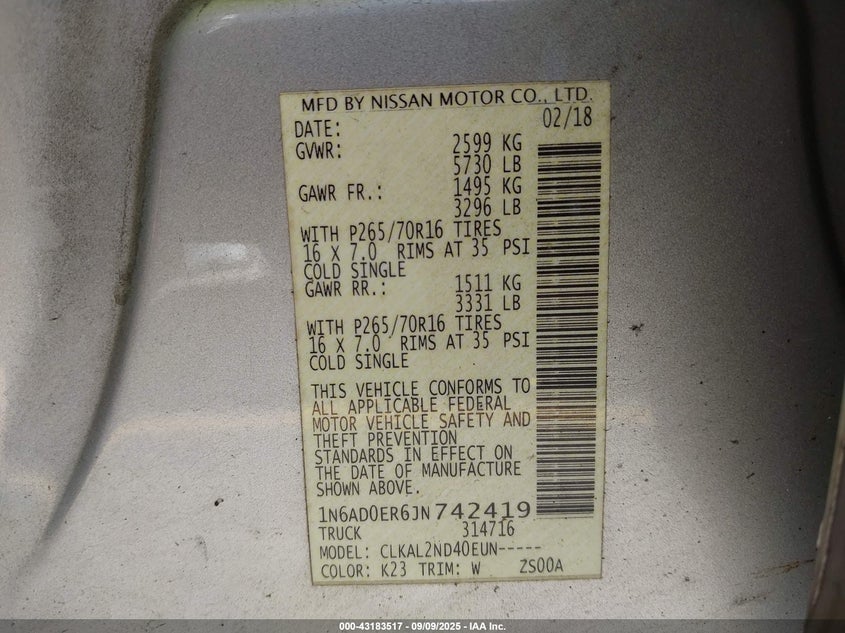 MFD BY NISSAN MOTOR CO., LTD.
DATE: 02/18
GVWR: 2599 KG
5730 LB
GAWR FR.: 1495 KG
3296 LB
WITH P265/70R16 TIRES
16 X 7.0 RIMS AT 35 PSI
COLD SINGLE
GAWR RR.: 1511 KG
3331 LB
WITH P265/70R16 TIRES
16 X 7.0 RIMS AT 35 PSI
COLD SINGLE
THIS VEHICLE CONFORMS TO
ALL APPLICABLE FEDERAL
MOTOR VEHICLE SAFETY AND
THEFT PREVENTION
STANDARDS IN EFFECT ON
THE DATE OF MANUFACTURE
SHOWN ABOVE.
1N6AD0ER6JN742419
TRUCK 314716
MODEL: CLKAL2ND40EUN-----
COLOR: K23 TRIM: W ZS00A
000-43183517 - 09/09/2025 - IAA Inc.